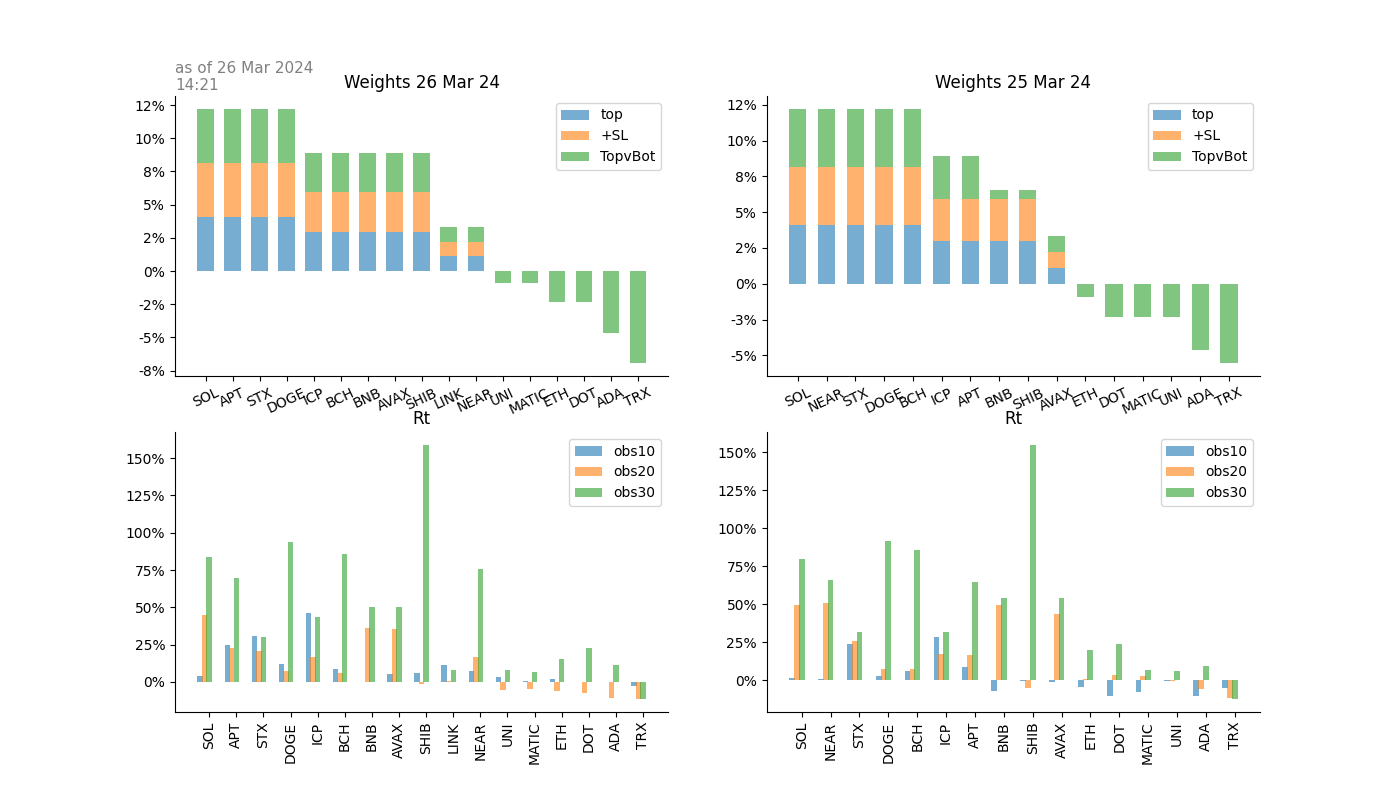 as of 26 Mar 2024
14:21
Weights 26 Mar 24
12%
10%
8%
5%
2%
0%
-2%
-5%
-8%
top
+SL
TopvBot
SOL APT STX DOGE ICP BCH BNB AVAX SHIB LINK NEAR UNI MATIC ETH DOT ADA TRX
Weights 25 Mar 24
12%
10%
8%
5%
2%
0%
-3%
-5%
top
+SL
TopvBot
SOL NEAR STX DOGE BCH ICP APT BNB SHIB AVAX ETH DOT MATIC UNI ADA TRX
Rt
150%
125%
100%
75%
50%
25%
0%
obs10
obs20
obs30
SOL APT STX DOGE ICP BCH BNB AVAX SHIB LINK NEAR UNI MATIC ETH DOT ADA TRX
Rt
150%
125%
100%
75%
50%
25%
0%
obs10
obs20
obs30
SOL NEAR STX DOGE BCH ICP APT BNB SHIB AVAX ETH DOT MATIC UNI ADA TRX